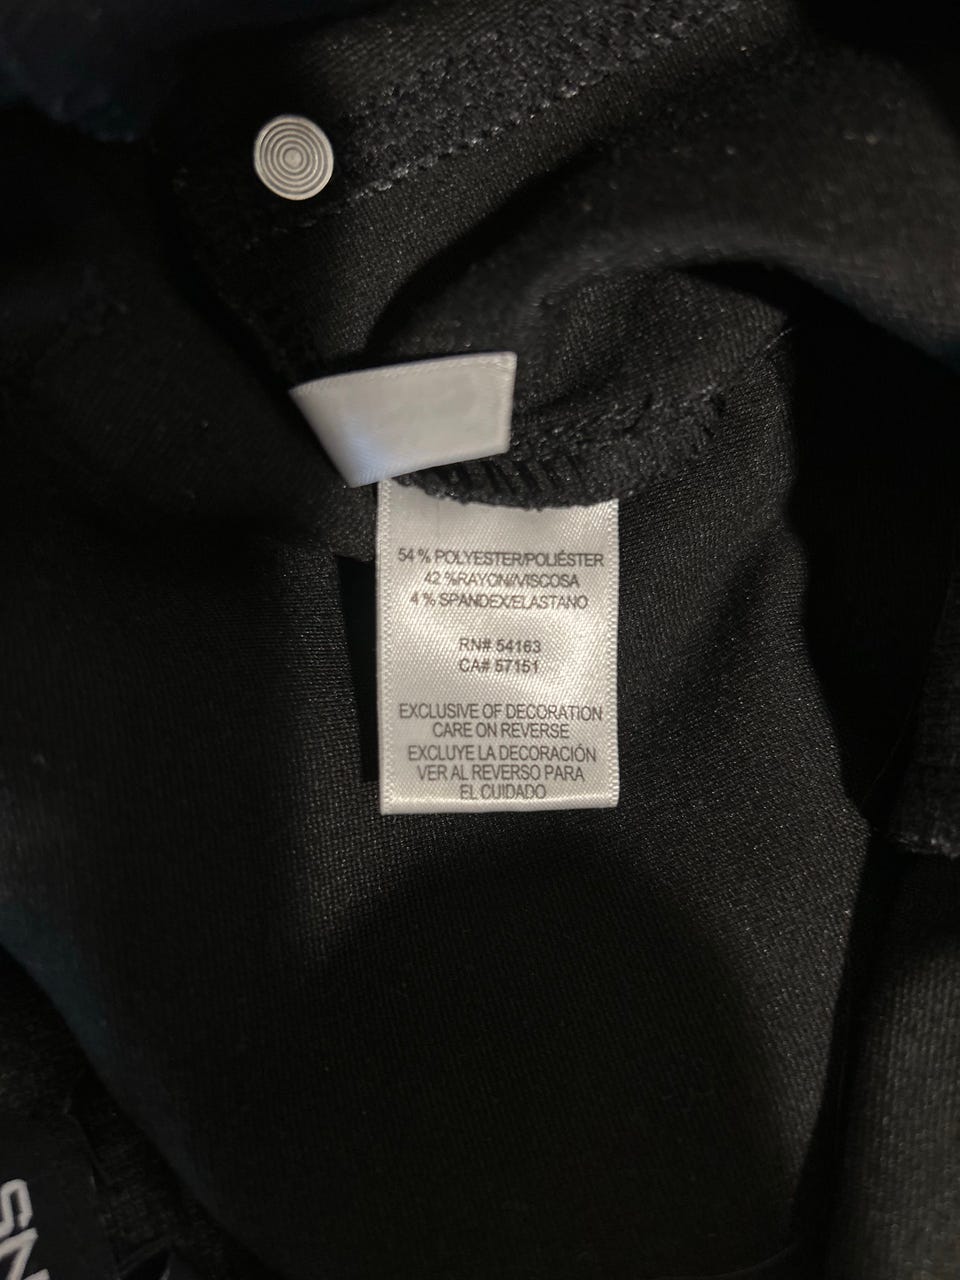 54 % POLYESTER/POLIÉSTER
42 %RAYON/VISCOSA
4 % SPANDEX/ELASTANO
RN# 54163
CA# 57151
EXCLUSIVE OF DECORATION
CARE ON REVERSE
EXCLUYE LA DECORACIÓN
VER AL REVERSO PARA
EL CUIDADO